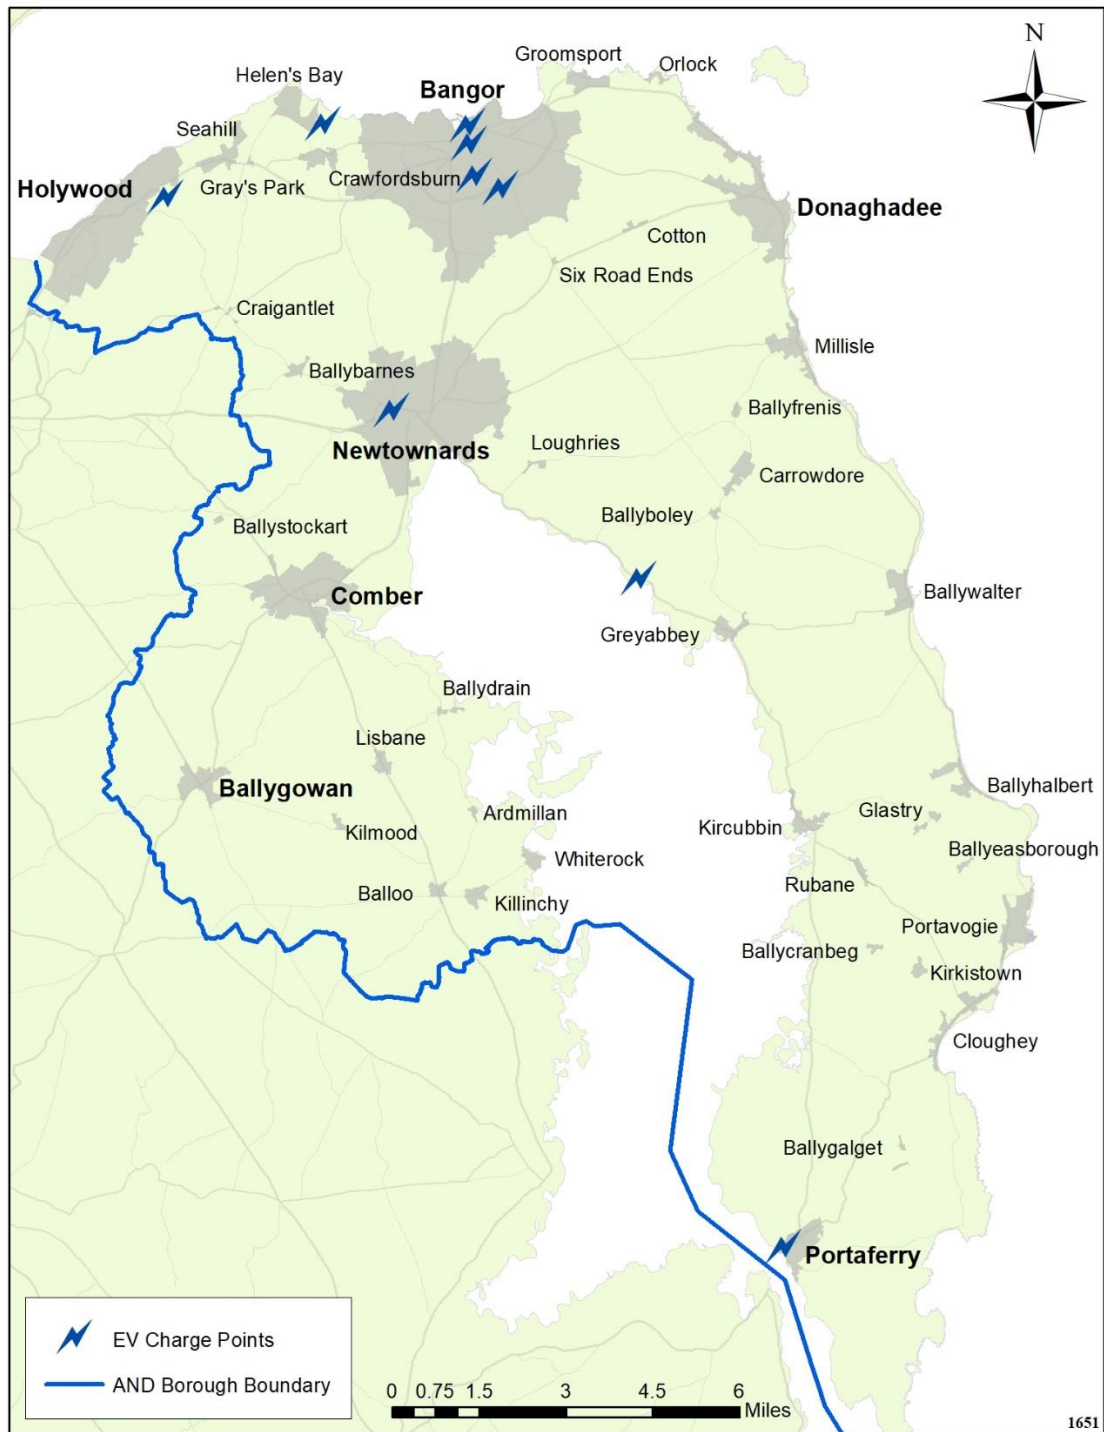 N
Groomsport
Orlock
Helen's Bay
Bangor
Seahill
Holywood
Gray's Park
Crawfordsburn
Donaghadee
Cotton
Six Road Ends
Craigantlet
Millisle
Ballybarnes
Ballyfrenis
Newtownards
Loughries
Carrowdore
Ballyboley
Ballystockart
Comber
Ballywalter
Greyabbey
Ballydrain
Lisbane
Ballygowan
Ballyhalbert
Ardmillan
Glastry
Kilmood
Kircubbin
Ballyeasborough
Whiterock
Rubane
Balloo
Killinchy
Portavogie
Ballycranbeg
Kirkistown
Cloughey
Ballygalget
Portaferry
EV Charge Points
AND Borough Boundary
0 0.75 1.5 3 4.5 6
Miles
1651